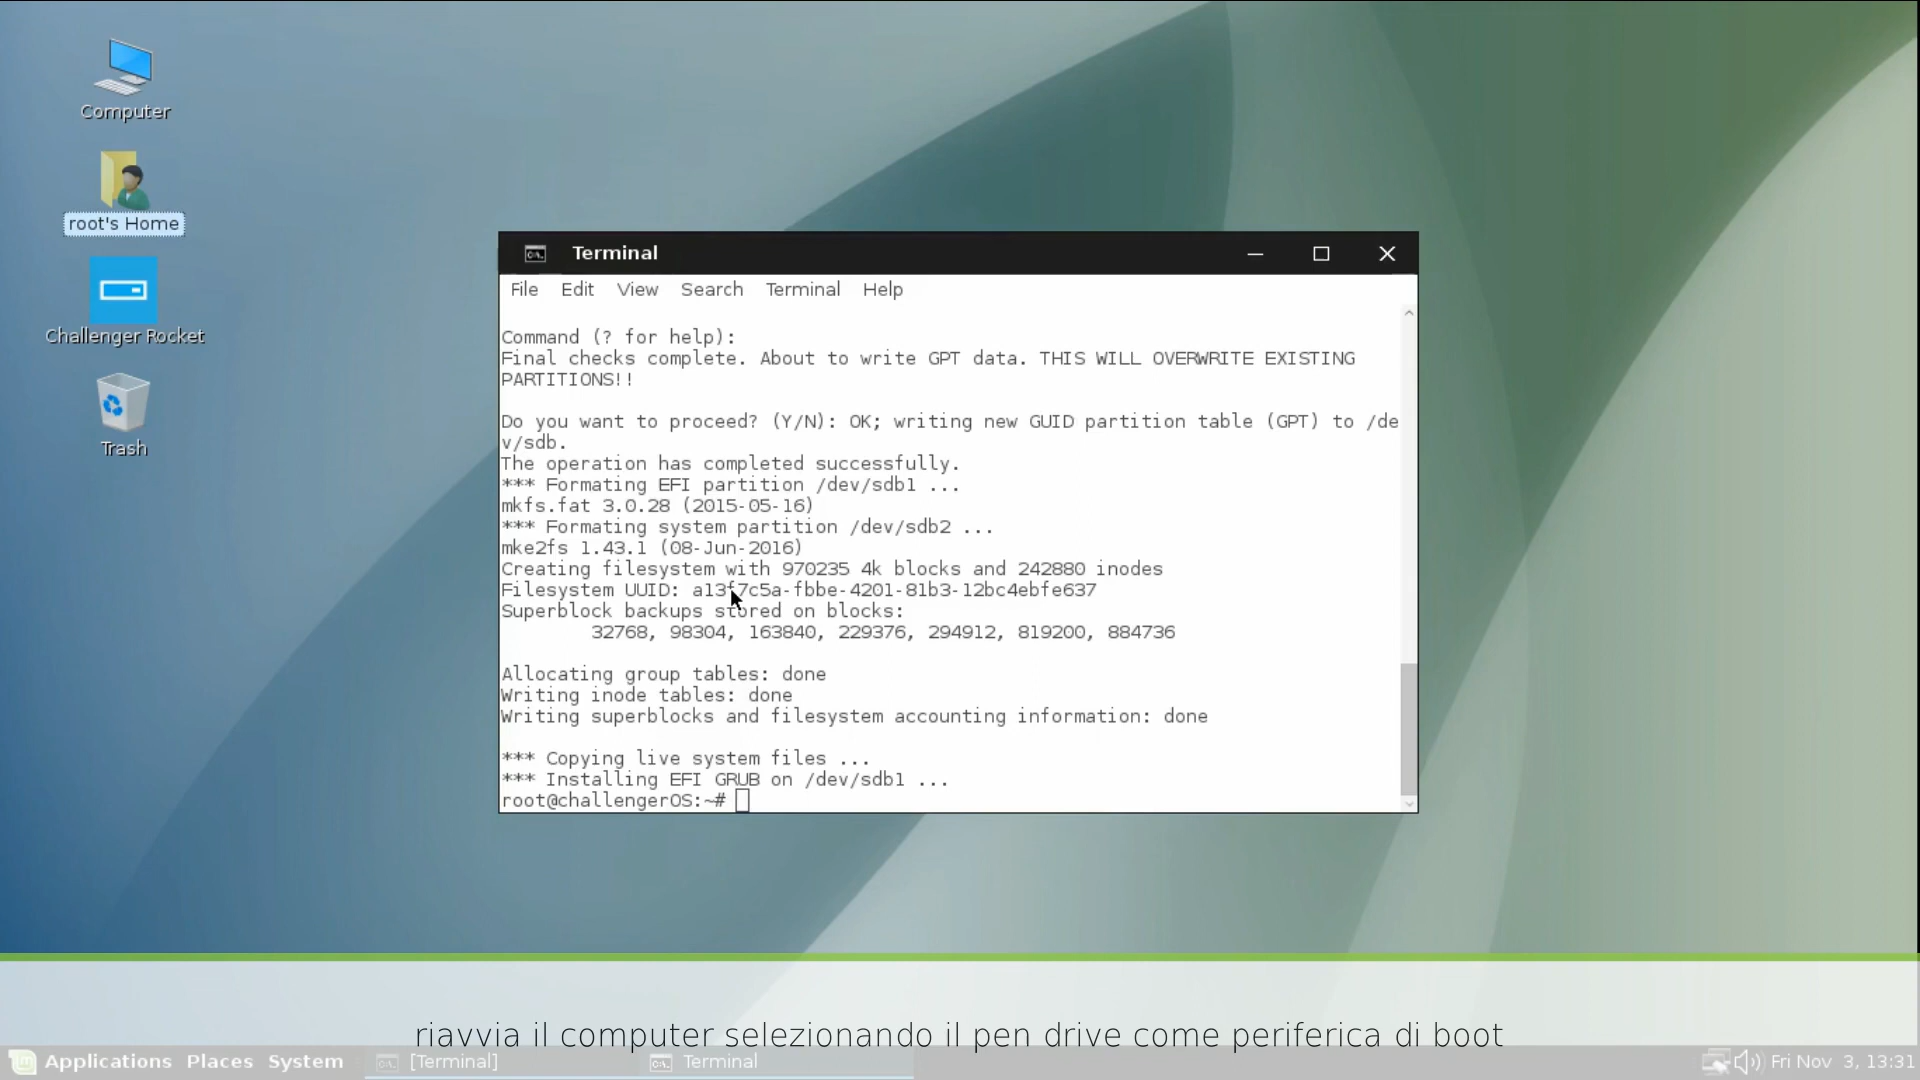 Computer
root's Home
Challenger Rocket
Trash
Terminal
File Edit View Search Terminal Help
Command (? for help):
Final checks complete. About to write GPT data. THIS WILL OVERWRITE EXISTING
PARTITIONS!!
Do you want to proceed? (Y/N): OK; writing new GUID partition table (GPT) to /de
v/sdb.
The operation has completed successfully.
*** Formating EFI partition /dev/sdb1 ...
mkfs.fat 3.0.28 (2015-05-16)
*** Formating system partition /dev/sdb2 ...
mke2fs 1.43.1 (08-Jun-2016)
Creating filesystem with 970235 4k blocks and 242880 inodes
Filesystem UUID: a13f7c5a-fbbe-4201-81b3-12bc4ebfe637
Superblock backups stored on blocks:
32768, 98304, 163840, 229376, 294912, 819200, 884736
Allocating group tables: done
Writing inode tables: done
Writing superblocks and filesystem accounting information: done
*** Copying live system files ...
*** Installing EFI GRUB on /dev/sdb1 ...
root@challengerOS:~#
riavvia il computer selezionando il pen drive come periferica di boot
Applications Places System [Terminal] Terminal Fri Nov 3, 13:31